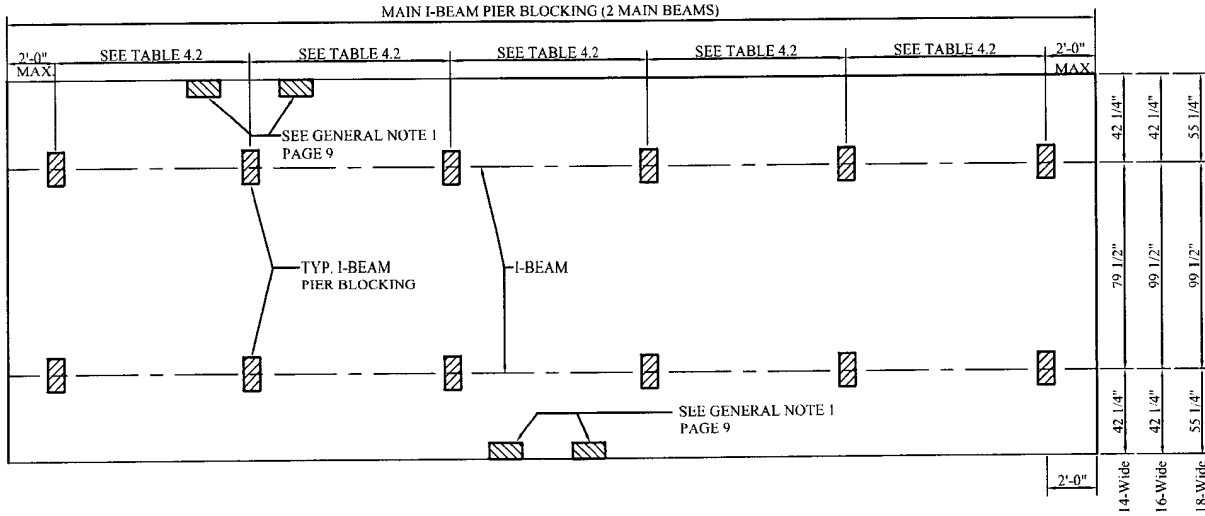 MAIN I-BEAM PIER BLOCKING (2 MAIN BEAMS)
2'-0"
MAX.
SEE TABLE 4.2
SEE TABLE 4.2
SEE TABLE 4.2
SEE TABLE 4.2
SEE TABLE 4.2
2'-0"
MAX.
SEE GENERAL NOTE 1
PAGE 9
42 1/4"
42 1/4"
55 1/4"
TYP. I-BEAM
PIER BLOCKING
I-BEAM
79 1/2"
99 1/2"
99 1/2"
SEE GENERAL NOTE 1
PAGE 9
42 1/4"
42 1/4"
55 1/4"
2'-0"
14-Wide
16-Wide
18-Wide